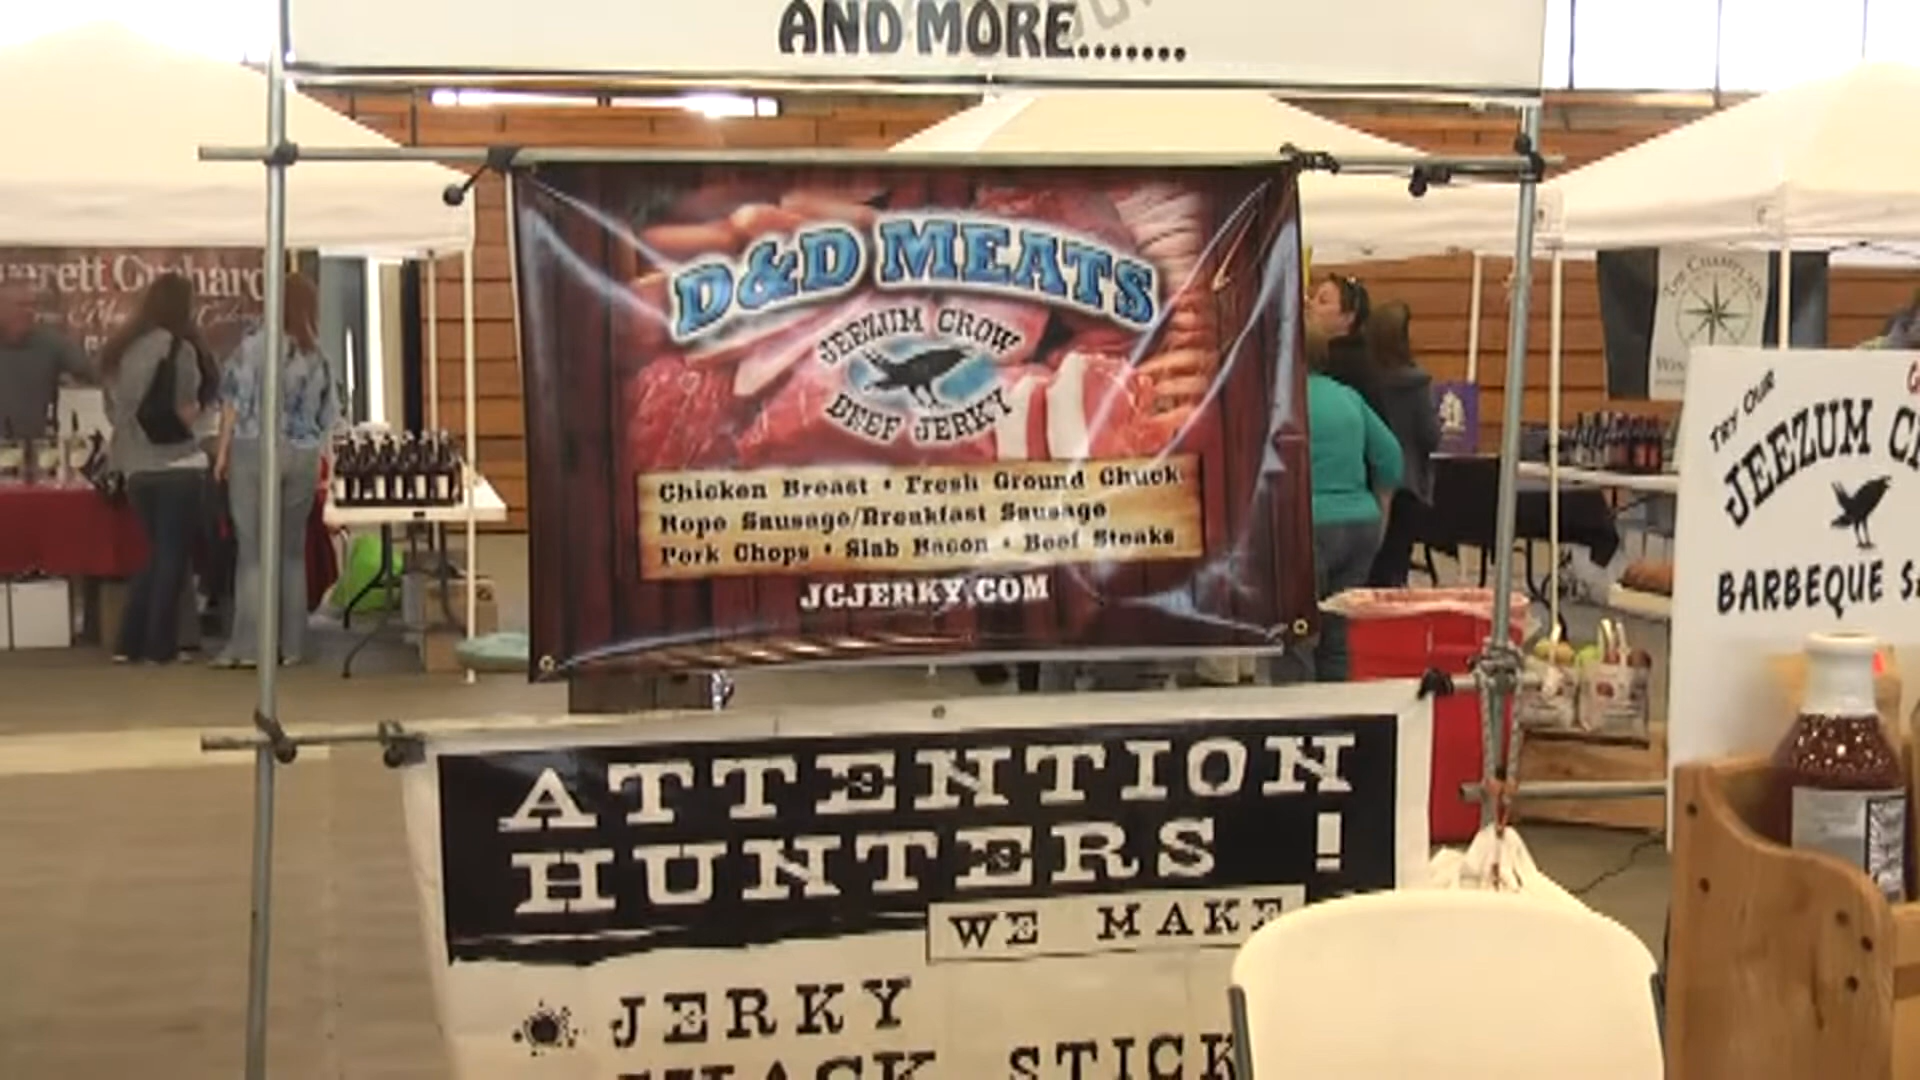 AND MORE.......
D&D MEATS
JEEZUM CROW
BEEF JERKY
Chicken Breast • Fresh Ground Chuck
Rope Sausage/Breakfast Sausage
Pork Chops • Slab Bacon • Beef Steaks
JCJERKY.COM
ATTENTION
HUNTERS !
WE MAKE
JERKY
STICK
TRY OUR
JEEZUM
BARBEQUE